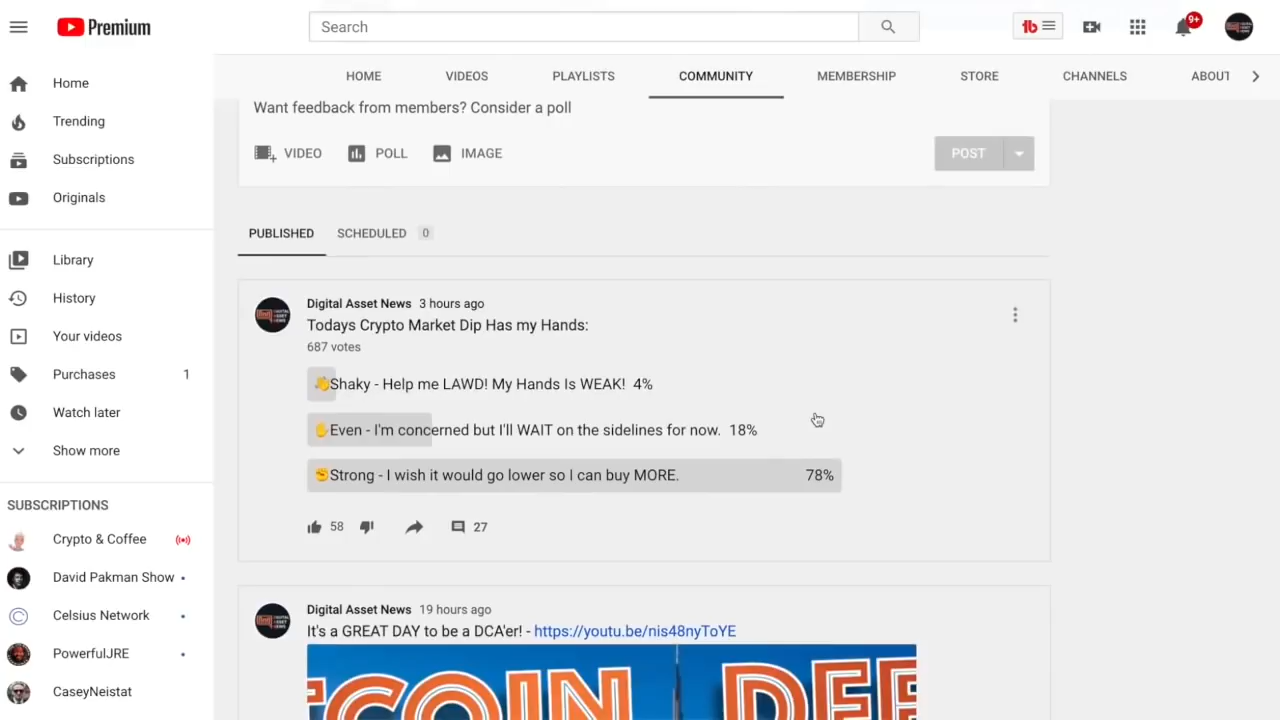 Premium
Search
9+
HOME
VIDEOS
PLAYLISTS
COMMUNITY
MEMBERSHIP
STORE
CHANNELS
ABOUT
Home
Trending
Subscriptions
Originals
Library
History
Your videos
Purchases 1
Watch later
Show more
SUBSCRIPTIONS
Crypto & Coffee
David Pakman Show
Celsius Network
PowerfulJRE
CaseyNeistat
Want feedback from members? Consider a poll
VIDEO
POLL
IMAGE
POST
PUBLISHED
SCHEDULED 0
Digital Asset News 3 hours ago
Todays Crypto Market Dip Has my Hands:
687 votes
Shaky - Help me LAWD! My Hands Is WEAK! 4%
Even - I'm concerned but I'll WAIT on the sidelines for now. 18%
Strong - I wish it would go lower so I can buy MORE. 78%
58
27
Digital Asset News 19 hours ago
It's a GREAT DAY to be a DCA'er! - https://youtu.be/nis48nyToYE